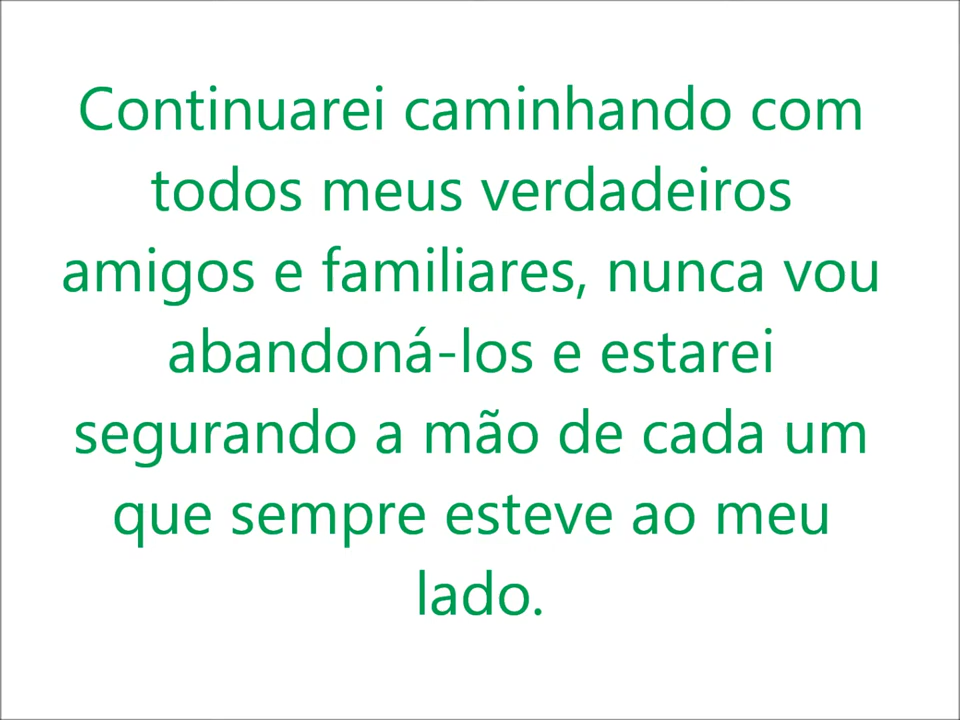 Continuarei caminhando com
todos meus verdadeiros
amigos e familiares, nunca vou
abandoná-los e estarei
segurando a mão de cada um
que sempre esteve ao meu
lado.